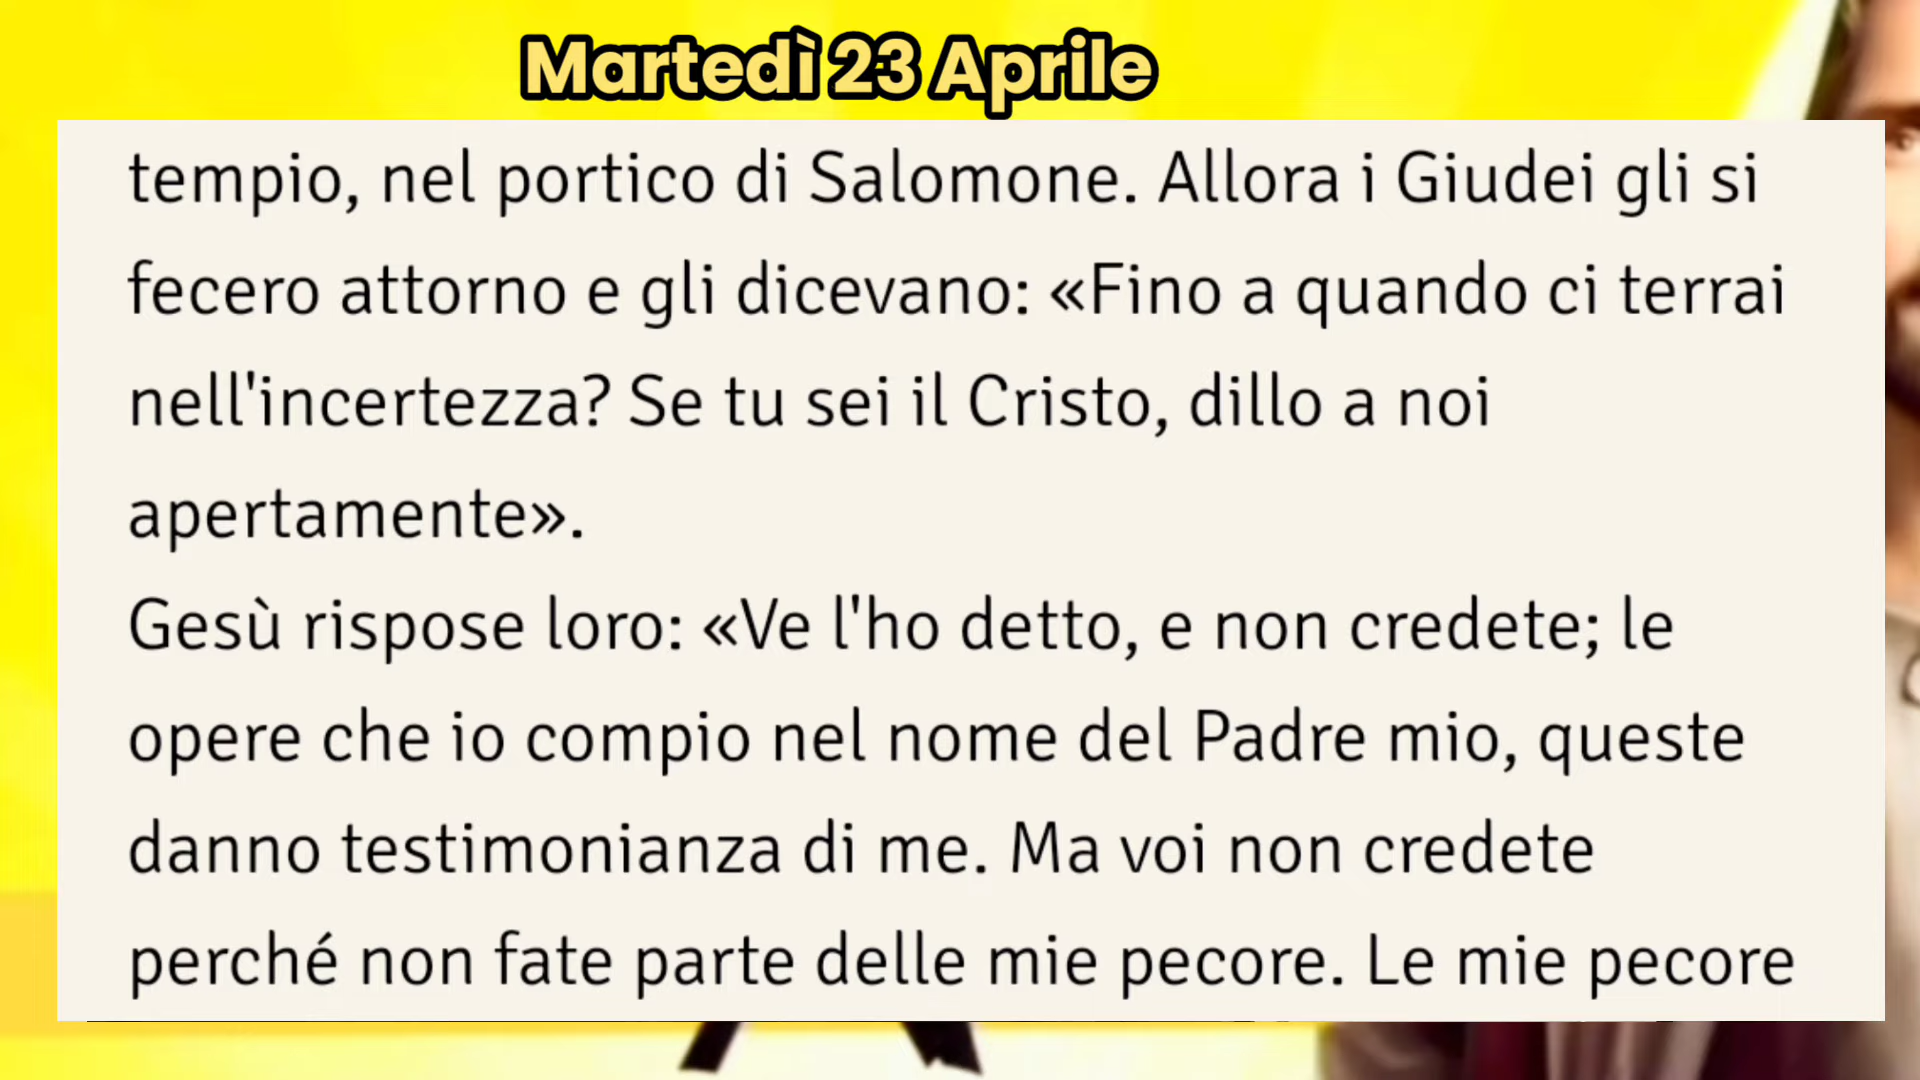 Martedì 23 Aprile
tempio, nel portico di Salomone. Allora i Giudei gli si
fecero attorno e gli dicevano: «Fino a quando ci terrai
nell'incertezza? Se tu sei il Cristo, dillo a noi
apertamente».
Gesù rispose loro: «Ve l'ho detto, e non credete; le
opere che io compio nel nome del Padre mio, queste
danno testimonianza di me. Ma voi non credete
perché non fate parte delle mie pecore. Le mie pecore